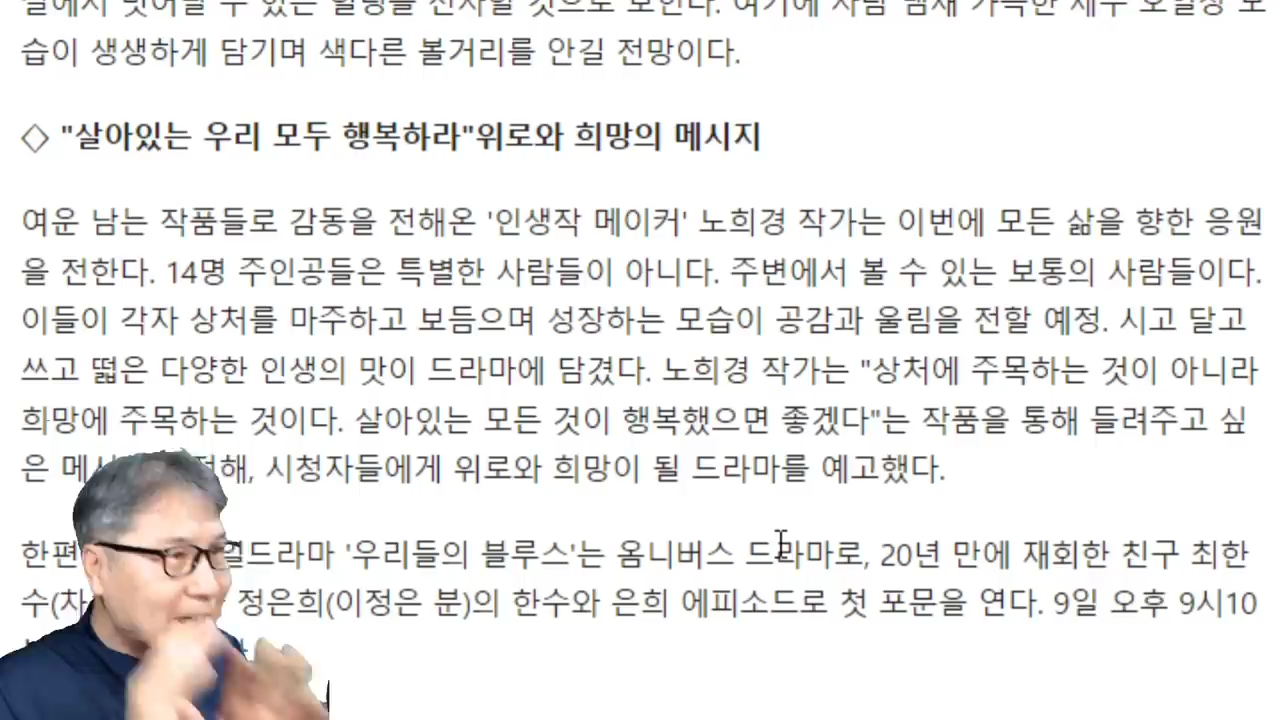 습이 생생하게 담기며 색다른 볼거리를 안길 전망이다.
◇ "살아있는 우리 모두 행복하라"위로와 희망의 메시지
여운 남는 작품들로 감동을 전해온 '인생작 메이커' 노희경 작가는 이번에 모든 삶을 향한 응원
을 전한다. 14명 주인공들은 특별한 사람들이 아니다. 주변에서 볼 수 있는 보통의 사람들이다.
이들이 각자 상처를 마주하고 보듬으며 성장하는 모습이 공감과 울림을 전할 예정. 시고 달고
쓰고 떫은 다양한 인생의 맛이 드라마에 담겼다. 노희경 작가는 "상처에 주목하는 것이 아니라
희망에 주목하는 것이다. 살아있는 모든 것이 행복했으면 좋겠다"는 작품을 통해 들려주고 싶
은 전해, 시청자들에게 위로와 희망이 될 드라마를 예고했다.
한편 '우리들의 블루스'는 옴니버스 드라마로, 20년 만에 재회한 친구 최한
수(차 정은희(이정은 분)의 한수와 은희 에피소드로 첫 포문을 연다. 9일 오후 9시10